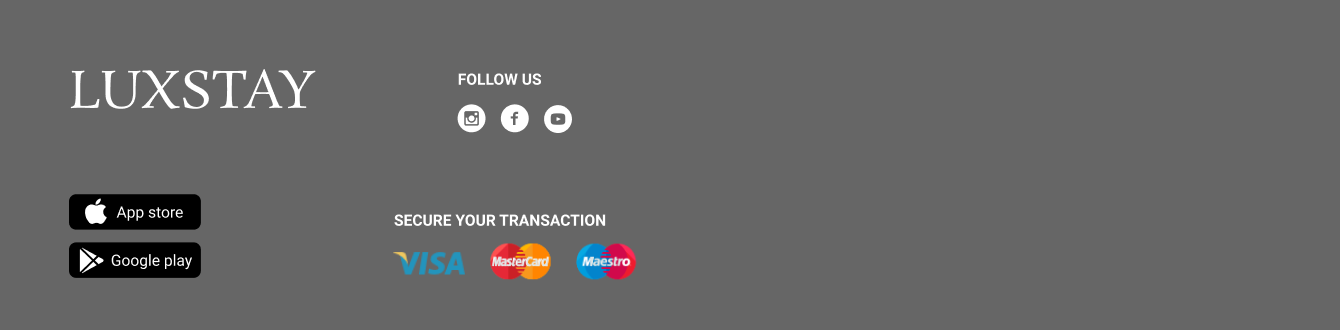 LUXSTAY
FOLLOW US
App store
Google play
SECURE YOUR TRANSACTION
VISA
MasterCard
Maestro